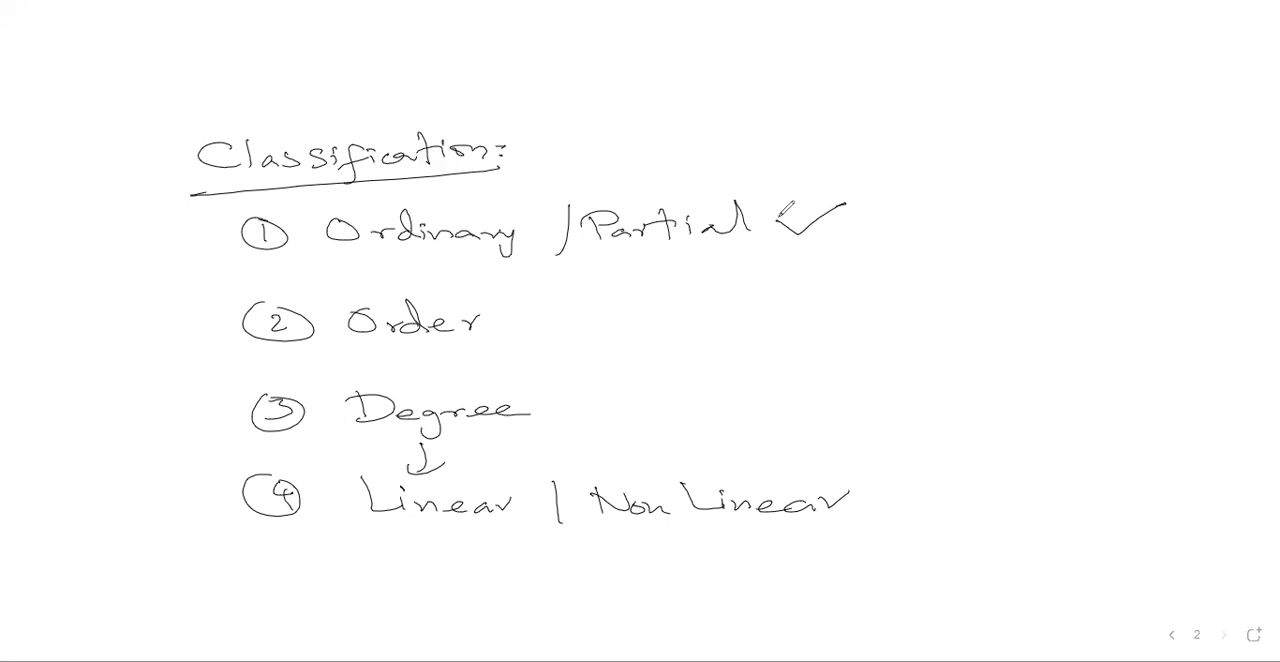 Classification:
① Ordinary / Partial ✓
② Order
③ Degree
↓
④ Linear / Non Linear
< 2 >